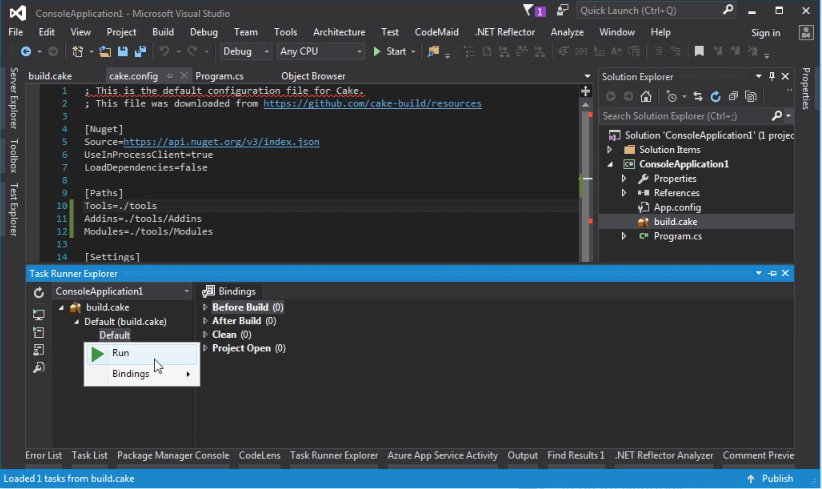 ConsoleApplication1 - Microsoft Visual Studio
1
Quick Launch (Ctrl+Q)
File Edit View Project Build Debug Team Tools Architecture Test CodeMaid .NET Reflector Analyze Window Help Sign in
Debug Any CPU Start
Server Explorer
Toolbox
Test Explorer
build.cake cake.config Program.cs Object Browser
1 ; This is the default configuration file for Cake.
2 ; This file was downloaded from https://github.com/cake-build/resources
3
4 [Nuget]
5 Source=https://api.nuget.org/v3/index.json
6 UseInProcessClient=true
7 LoadDependencies=false
8
9 [Paths]
10 Tools=./tools
11 Addins=./tools/Addins
12 Modules=./tools/Modules
13
14 [Settings]
Solution Explorer
Search Solution Explorer (Ctrl+;)
Solution 'ConsoleApplication1' (1 projec
Solution Items
ConsoleApplication1
Properties
References
App.config
build.cake
C# Program.cs
Properties
Task Runner Explorer
ConsoleApplication1
build.cake
Default (build.cake)
Default
Run
Bindings
Bindings
Before Build (0)
After Build (0)
Clean (0)
Project Open (0)
Error List Task List Package Manager Console CodeLens Task Runner Explorer Azure App Service Activity Output Find Results 1 .NET Reflector Analyzer Comment Previe
Loaded 1 tasks from build.cake
Publish